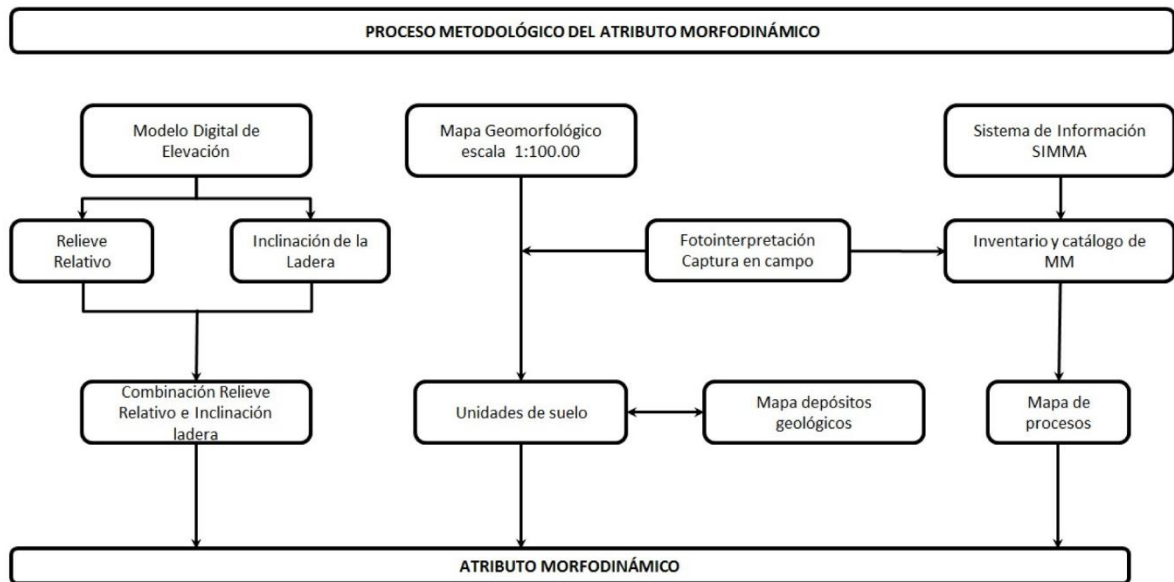 PROCESO METODOLÓGICO DEL ATRIBUTO MORFODINÁMICO
Modelo Digital de
Elevación
Mapa Geomorfológico
escala 1:100.00
Sistema de Información
SIMMA
Relieve
Relativo
Inclinación de la
Ladera
Fotointerpretación
Captura en campo
Inventario y catálogo de
MM
Combinación Relieve
Relativo e Inclinación
ladera
Unidades de suelo
Mapa depósitos
geológicos
Mapa de
procesos
ATRIBUTO MORFODINÁMICO